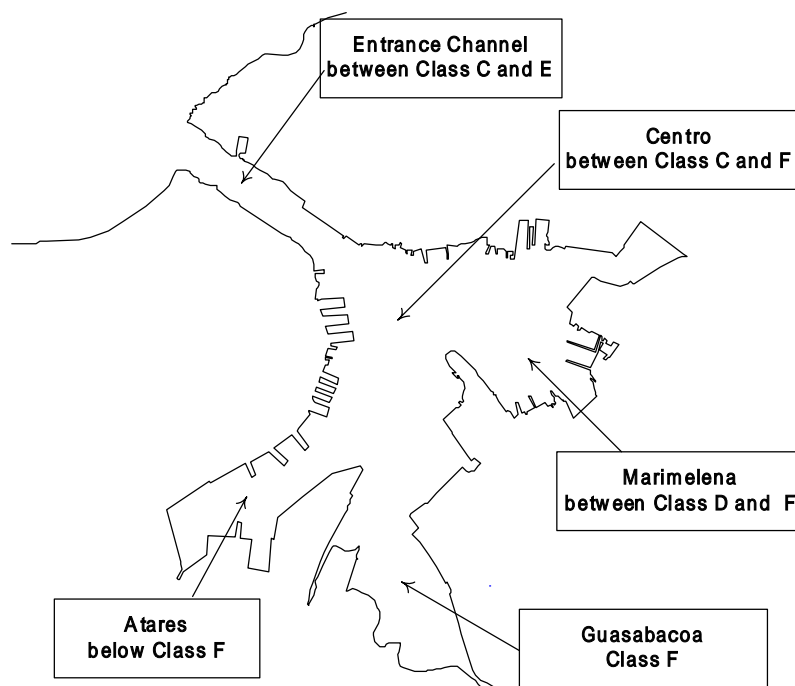 Entrance Channel
between Class C and E
Centro
between Class C and F
Marimelena
between Class D and F
Atares
below Class F
Guasabacoa
Class F